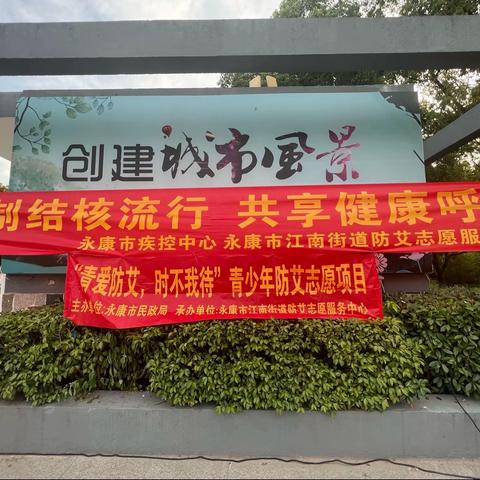 创建城市风景
制结核流行 共享健康呼
永康市疾控中心 永康市江南街道防艾志愿服
“青爱防艾，时不我待”青少年防艾志愿项目
主办单位:永康市民政局 承办单位:永康市江南街道防艾志愿服务中心